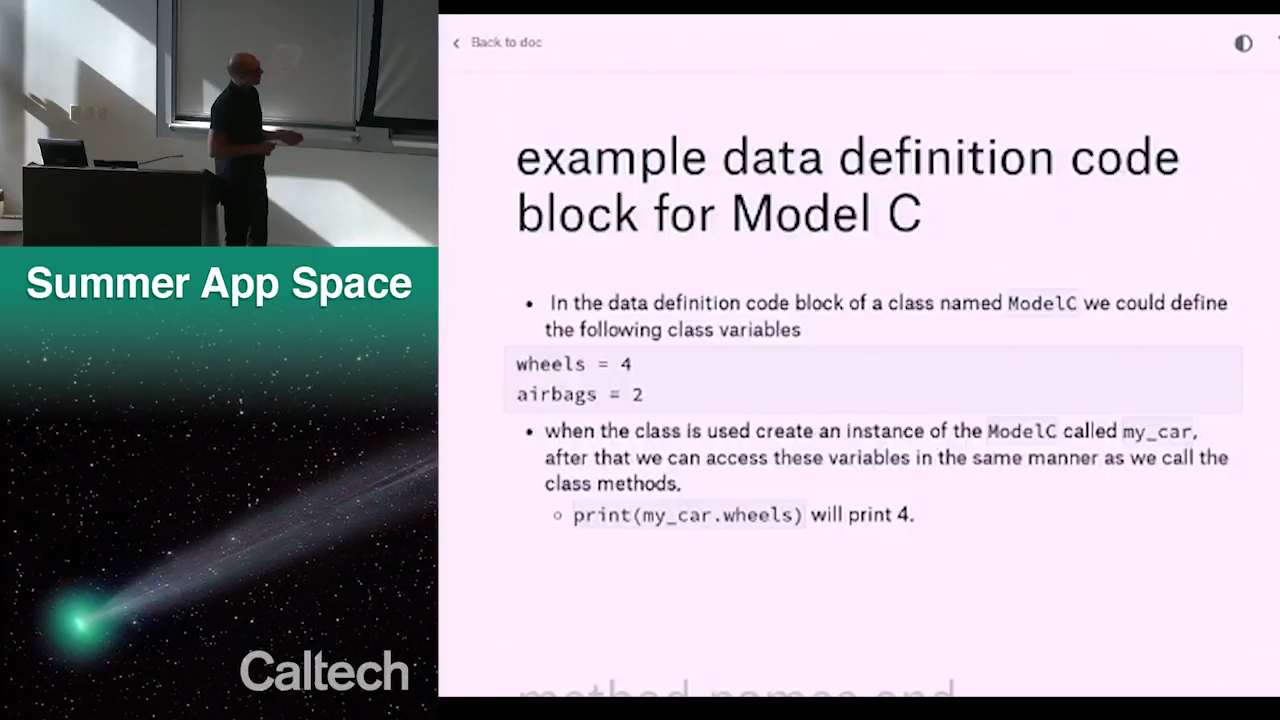 Back to doc
example data definition code
block for Model C
• In the data definition code block of a class named ModelC we could define
the following class variables
wheels = 4
airbags = 2
• when the class is used create an instance of the ModelC called my_car,
after that we can access these variables in the same manner as we call the
class methods.
◦ print(my_car.wheels) will print 4.
method names and
Summer App Space
Caltech